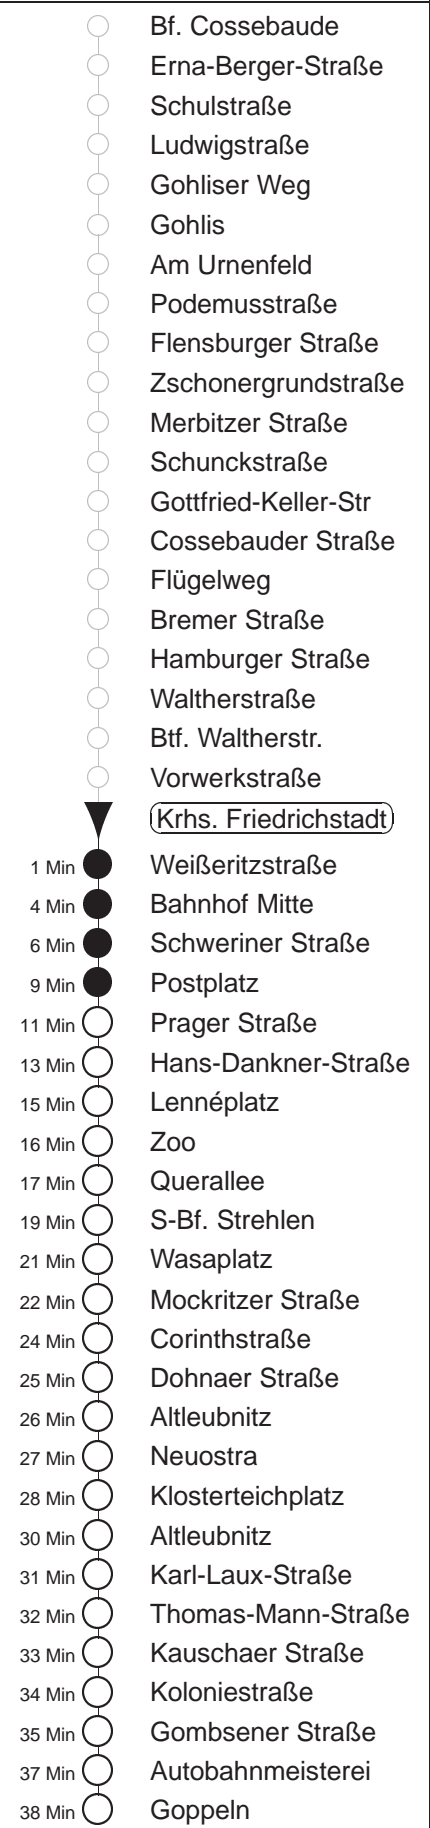 Bf. Cossebaude
Erna-Berger-Straße
Schulstraße
Ludwigstraße
Gohliser Weg
Gohlis
Am Urnenfeld
Podemusstraße
Flensburger Straße
Zschonergrundstraße
Merbitzer Straße
Schunckstraße
Gottfried-Keller-Str
Cossebauder Straße
Flügelweg
Bremer Straße
Hamburger Straße
Waltherstraße
Btf. Waltherstr.
Vorwerkstraße
Krhs. Friedrichstadt
1 Min Weißeritzstraße
4 Min Bahnhof Mitte
6 Min Schweriner Straße
9 Min Postplatz
11 Min Prager Straße
13 Min Hans-Dankner-Straße
15 Min Lennéplatz
16 Min Zoo
17 Min Querallee
19 Min S-Bf. Strehlen
21 Min Wasaplatz
22 Min Mockritzer Straße
24 Min Corinthstraße
25 Min Dohnaer Straße
26 Min Altleubnitz
27 Min Neuostra
28 Min Klosterteichplatz
30 Min Altleubnitz
31 Min Karl-Laux-Straße
32 Min Thomas-Mann-Straße
33 Min Kauschaer Straße
34 Min Koloniestraße
35 Min Gombsener Straße
37 Min Autobahnmeisterei
38 Min Goppeln